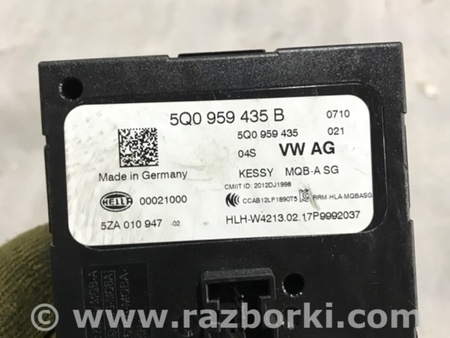 5Q0 959 435 B 0710
5Q0 959 435 021
04S VW AG
Made in Germany KESSY MQB-A SG
CMIIT ID: 2012DJ1998
HELLA 00021000 CCAB12LP1890T5 RRM-HLA-MQBASG
5ZA 010 947 02 HLH-W4213.02.17P9992037
MQB-A
© www.razborki.com